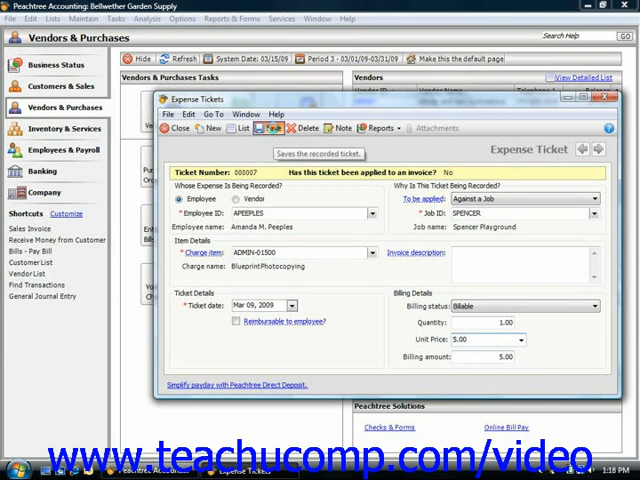 Peachtree Accounting: Bellwether Garden Supply
File Edit Lists Maintain Tasks Analysis Options Reports & Forms Services Window Help
Vendors & Purchases
Search Help
GO
Business Status
Customers & Sales
Vendors & Purchases
Inventory & Services
Employees & Payroll
Banking
Company
Shortcuts Customize
Sales Invoice
Receive Money from Customer
Bills - Pay Bill
Customer List
Vendor List
Find Transactions
General Journal Entry
Hide Refresh System Date: 03/15/09 Period 3 - 03/01/09-03/31/09 Make this the default page
Vendors & Purchases Tasks
Vendors
View Detailed List
Expense Tickets
File Edit Go To Window Help
Close New List Save Delete Note Reports Attachments
Saves the recorded ticket.
Expense Ticket
Ticket Number: 000007 Has this ticket been applied to an invoice? No
Whose Expense Is Being Recorded?
Employee Vendor
* Employee ID: APEEPLES
Employee name: Amanda M. Peeples
Why Is This Ticket Being Recorded?
To be applied: Against a Job
* Job ID: SPENCER
Job name: Spencer Playground
Item Details
* Charge item: ADMIN-01500
Charge name: BlueprintPhotocopying
Invoice description:
Ticket Details
* Ticket date: Mar 09, 2009
Reimbursable to employee?
Billing Details
Billing status: Billable
Quantity: 1.00
Unit Price: 5.00
Billing amount: 5.00
Simplify payday with Peachtree Direct Deposit.
Peachtree Solutions
Checks & Forms
Online Bill Pay
www.teachucomp.com/video
Expense Tickets
1:18 PM